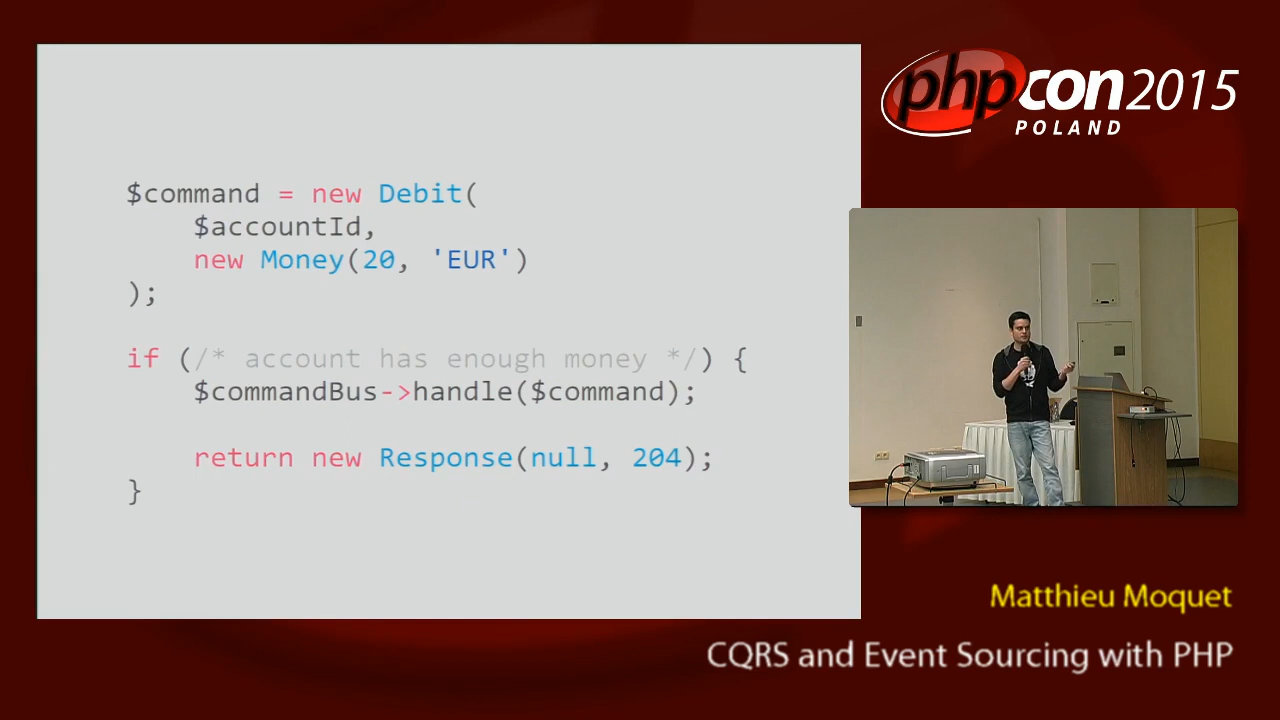 $command = new Debit(
$accountId,
new Money(20, 'EUR')
);
if (/* account has enough money */) {
$commandBus->handle($command);
return new Response(null, 204);
}
phpcon2015
POLAND
Matthieu Moquet
CQRS and Event Sourcing with PHP